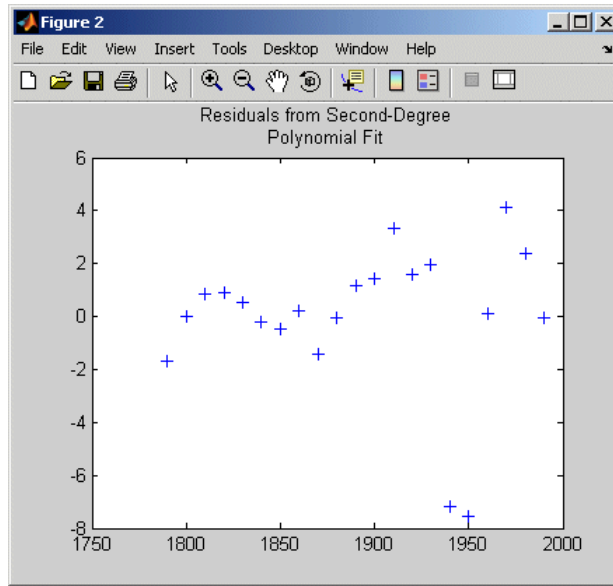 Figure 2
File Edit View Insert Tools Desktop Window Help
Residuals from Second-Degree
Polynomial Fit
6
4
2
0
-2
-4
-6
-8
1750 1800 1850 1900 1950 2000